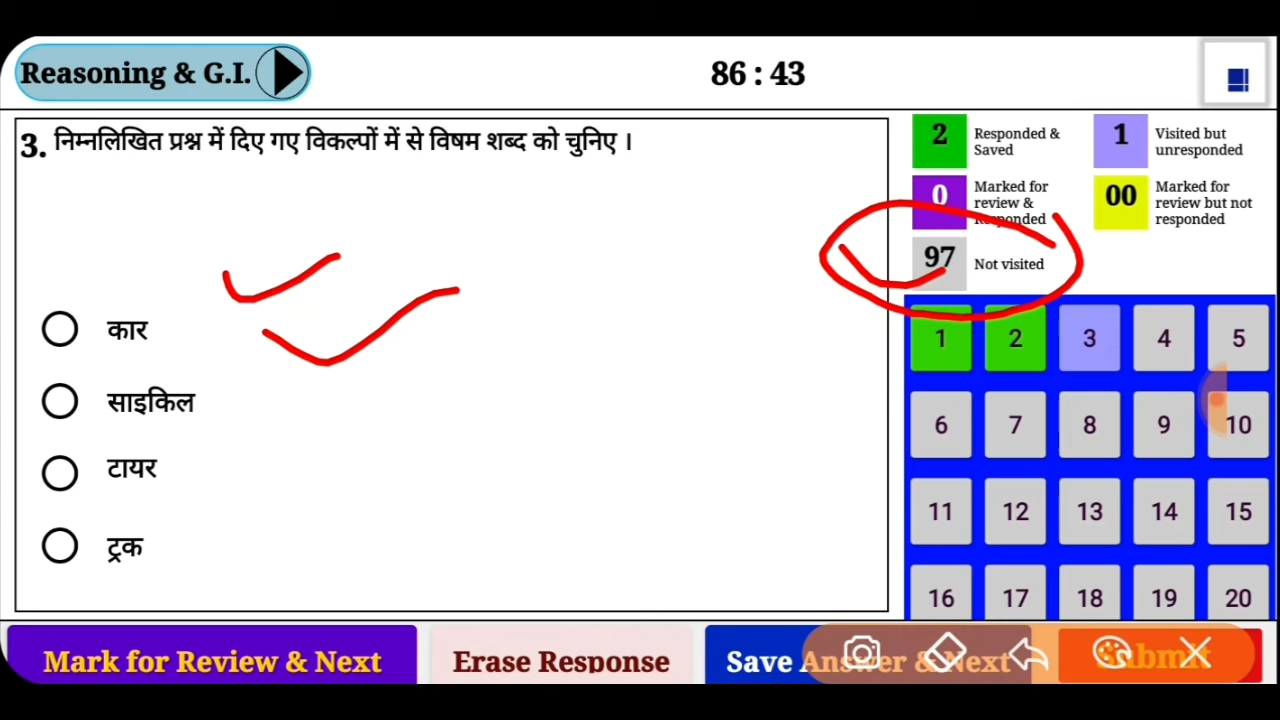 Reasoning & G.I.
86 : 43
3. निम्नलिखित प्रश्न में दिए गए विकल्पों में से विषम शब्द को चुनिए ।
कार
साइकिल
टायर
ट्रक
2 Responded & Saved
1 Visited but unresponded
0 Marked for review & Responded
00 Marked for review but not responded
97 Not visited
1 2 3 4 5
6 7 8 9 10
11 12 13 14 15
16 17 18 19 20
Mark for Review & Next
Erase Response
Save Answer & Next
Submit